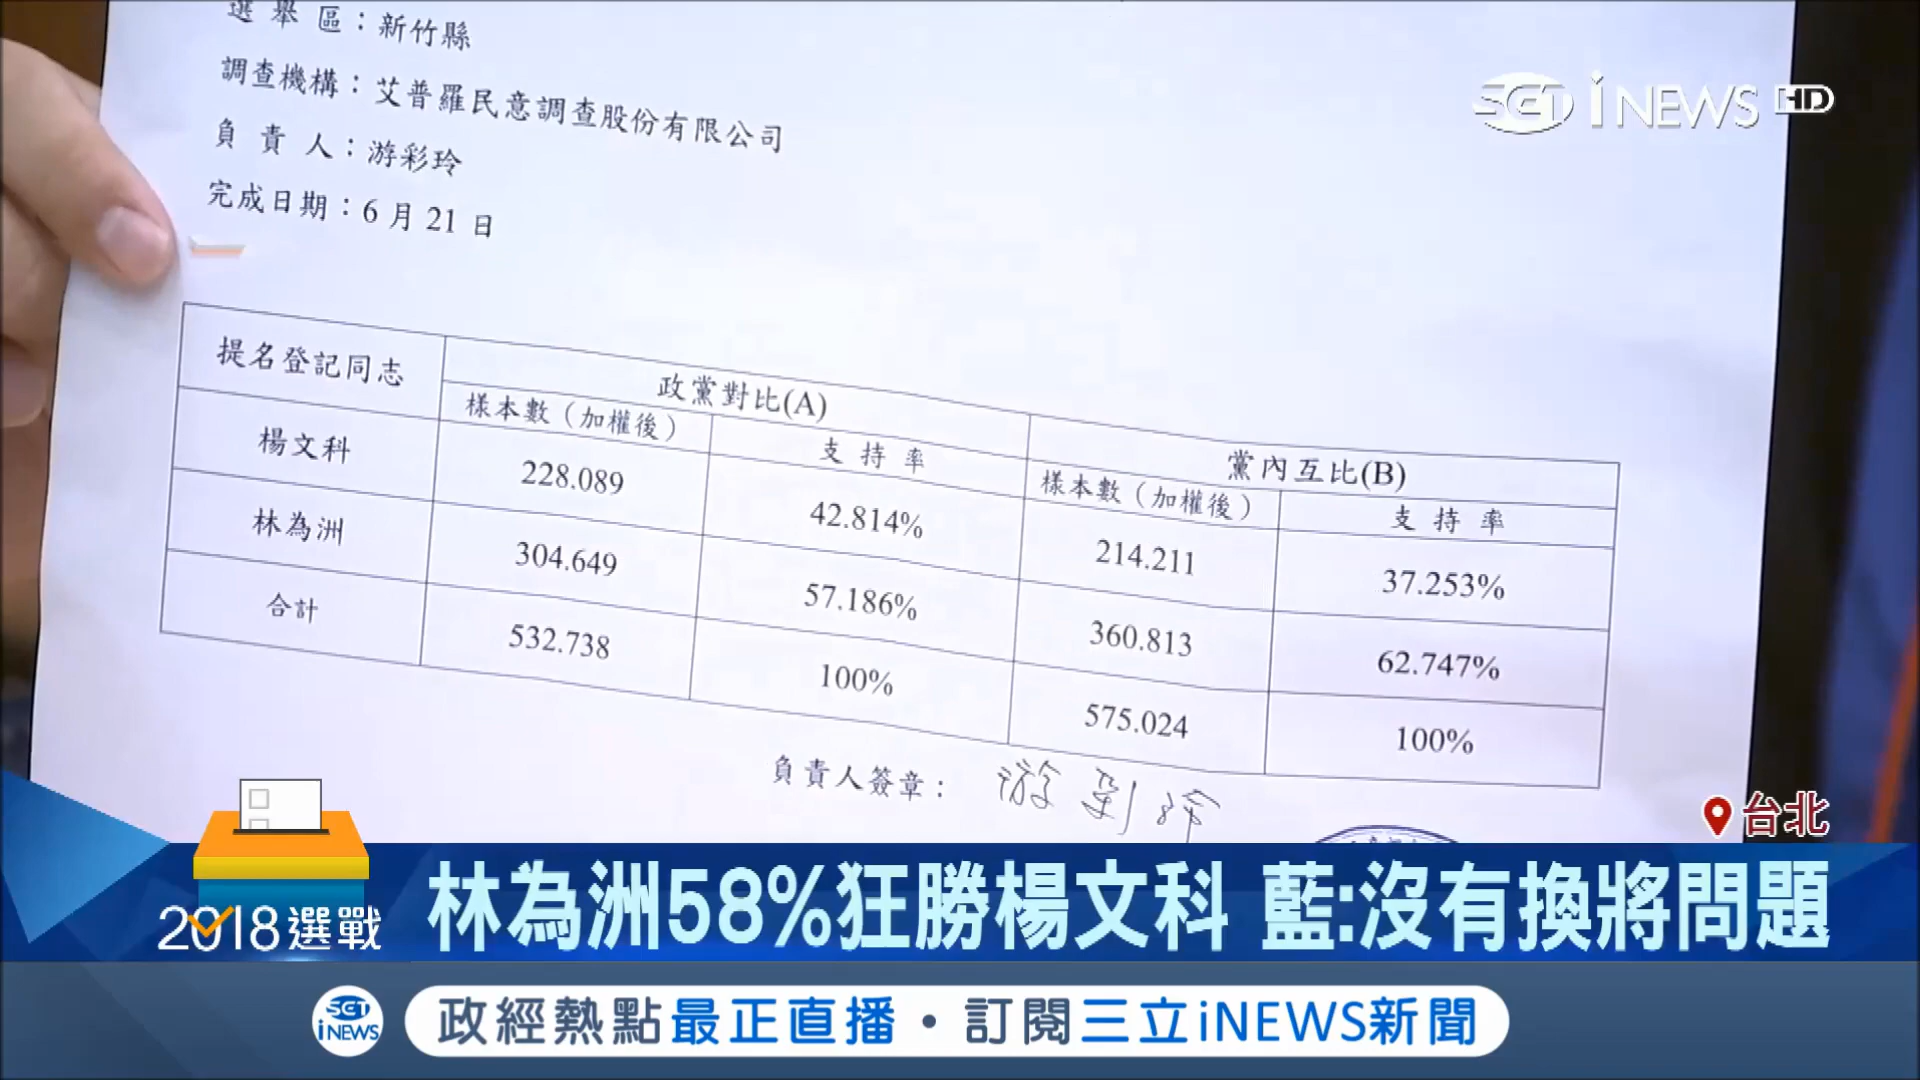 選舉區：新竹縣
調查機構：艾普羅民意調查股份有限公司
負責人：游彩玲
完成日期：6月21日
SET iNEWS HD
提名登記同志 政黨對比(A) 黨內互比(B)
樣本數（加權後） 支持率 樣本數（加權後） 支持率
楊文科 228.089 42.814% 214.211 37.253%
林為洲 304.649 57.186% 360.813 62.747%
合計 532.738 100% 575.024 100%
負責人簽章：
台北
2018選戰
林為洲58%狂勝楊文科 藍:沒有換將問題
SET iNEWS
政經熱點最正直播・訂閱三立iNEWS新聞